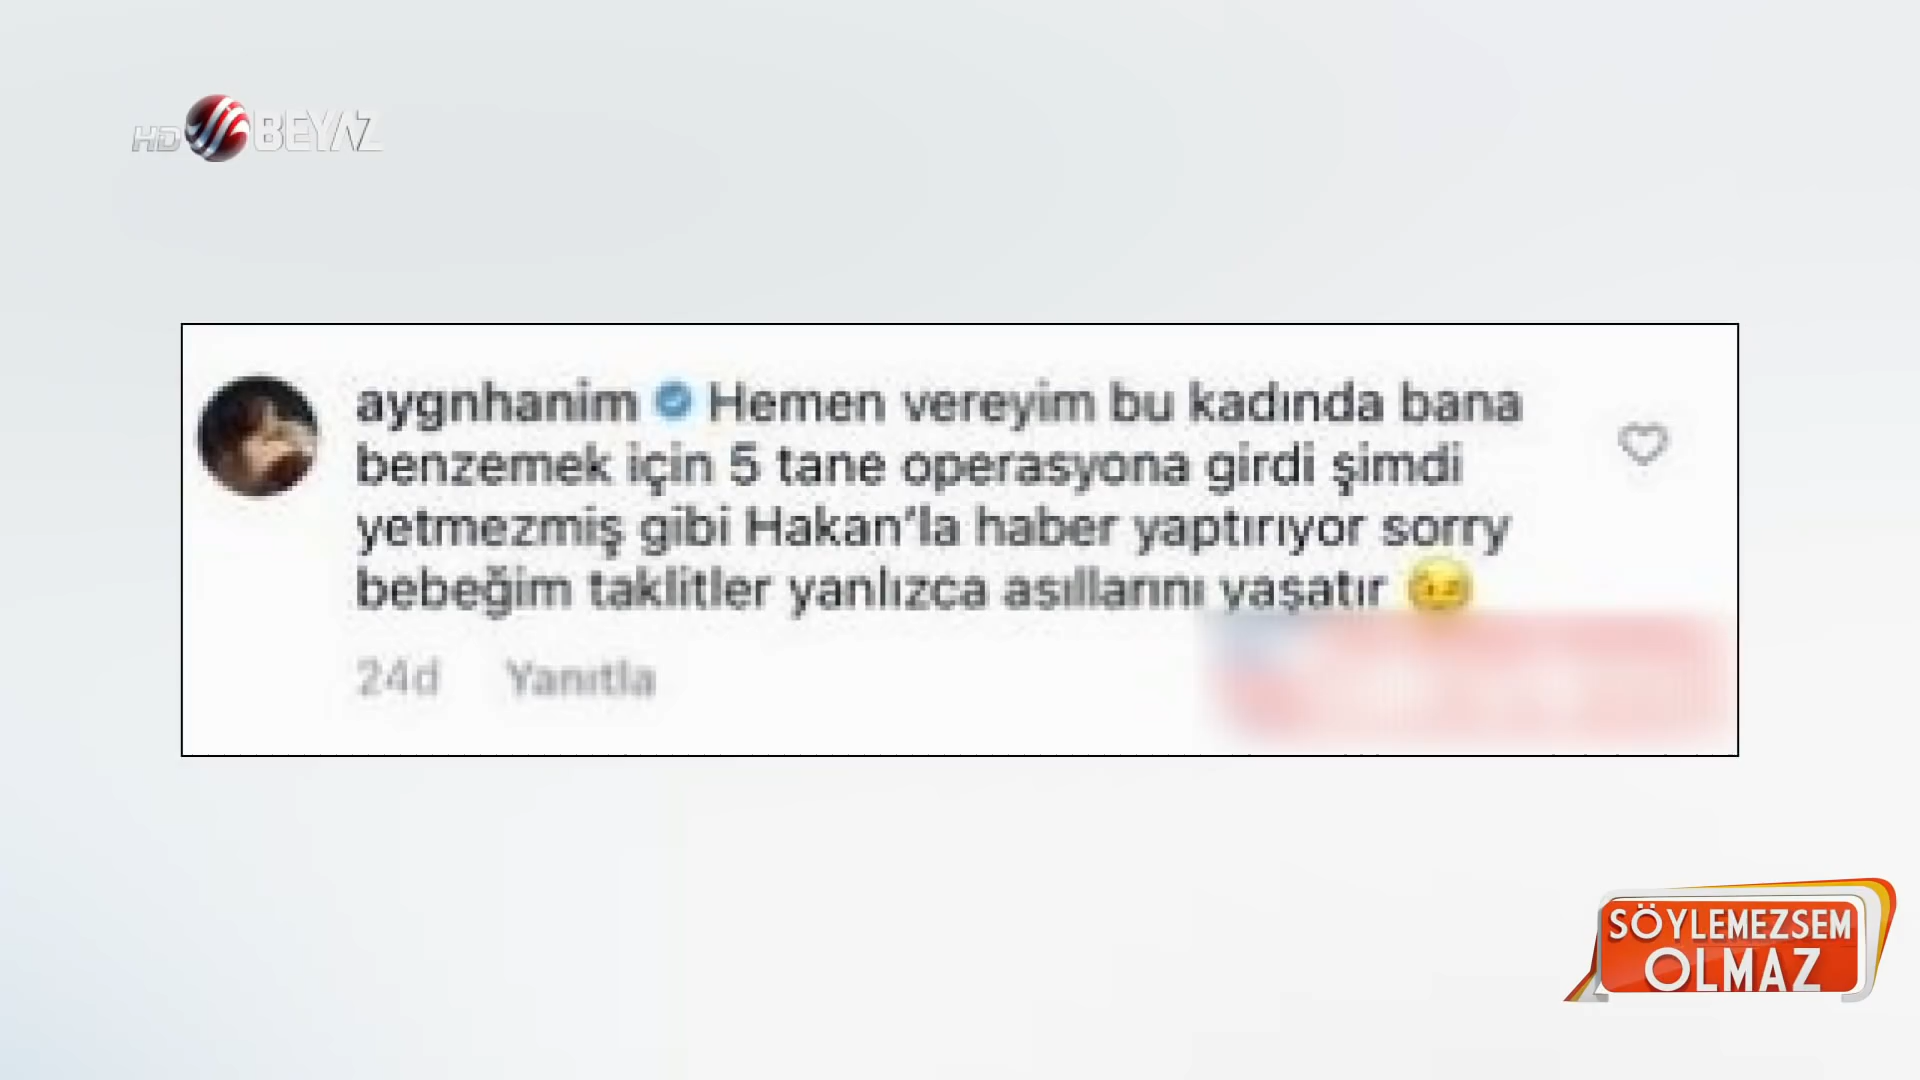 HD BEYAZ
aygnhanim Hemen vereyim bu kadında bana
benzemek için 5 tane operasyona girdi şimdi
yetmezmiş gibi Hakan'la haber yaptırıyor sorry
bebeğim taklitler yanlızca asıllarını yaşatır 😉
24d Yanıtla
SÖYLEMEZSEM
OLMAZ